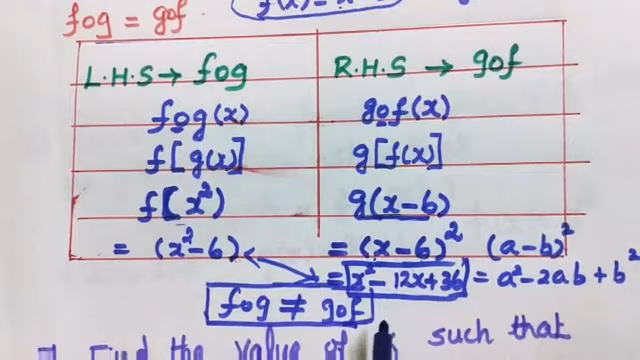 fog = gof
L.H.S → fog R.H.S → gof
fog(x) gof(x)
f[g(x)] g[f(x)]
f[x²) g(x-6)
= (x²-6) = (x-6)² (a-b)²
= x² - 12x+36 = a²-2ab+b²
fog ≠ gof
Find the value of such that